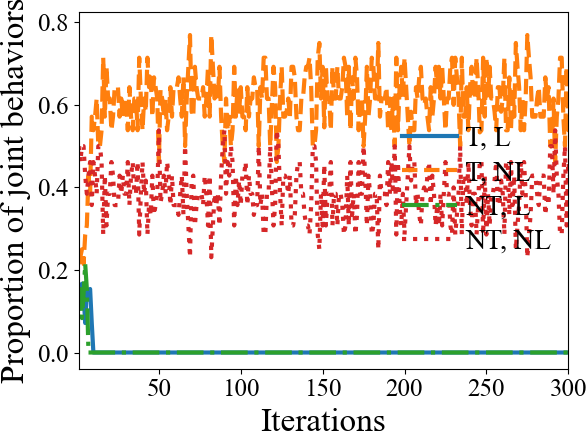 Proportion of joint behaviors
0.8
0.6
0.4
0.2
0.0
T, L
T, NL
NT, L
NT, NL
50
100
150
200
250
300
Iterations